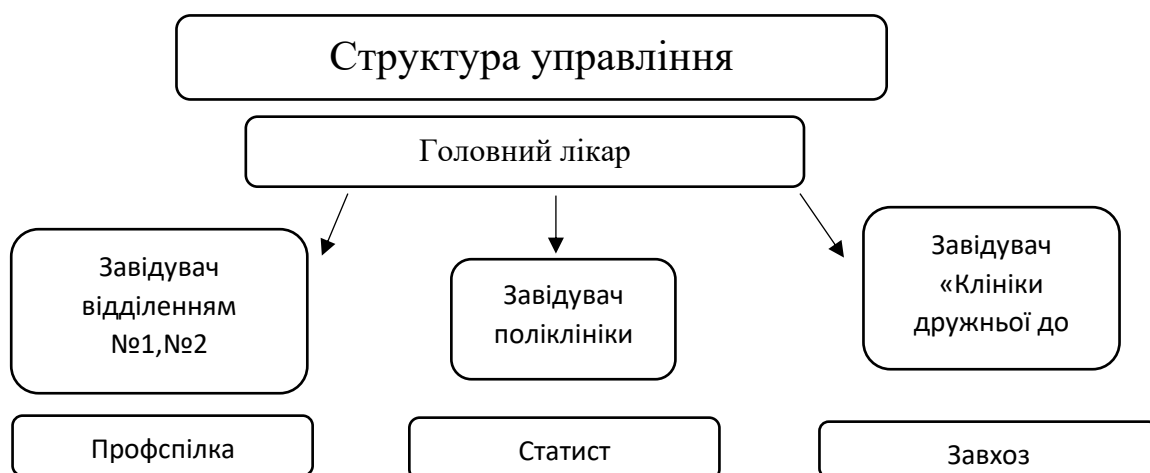 Структура управління
Головний лікар
Завідувач
відділенням
№1,№2
Завідувач
поліклініки
Завідувач
«Клініки
дружньої до
Профспілка
Статист
Завхоз